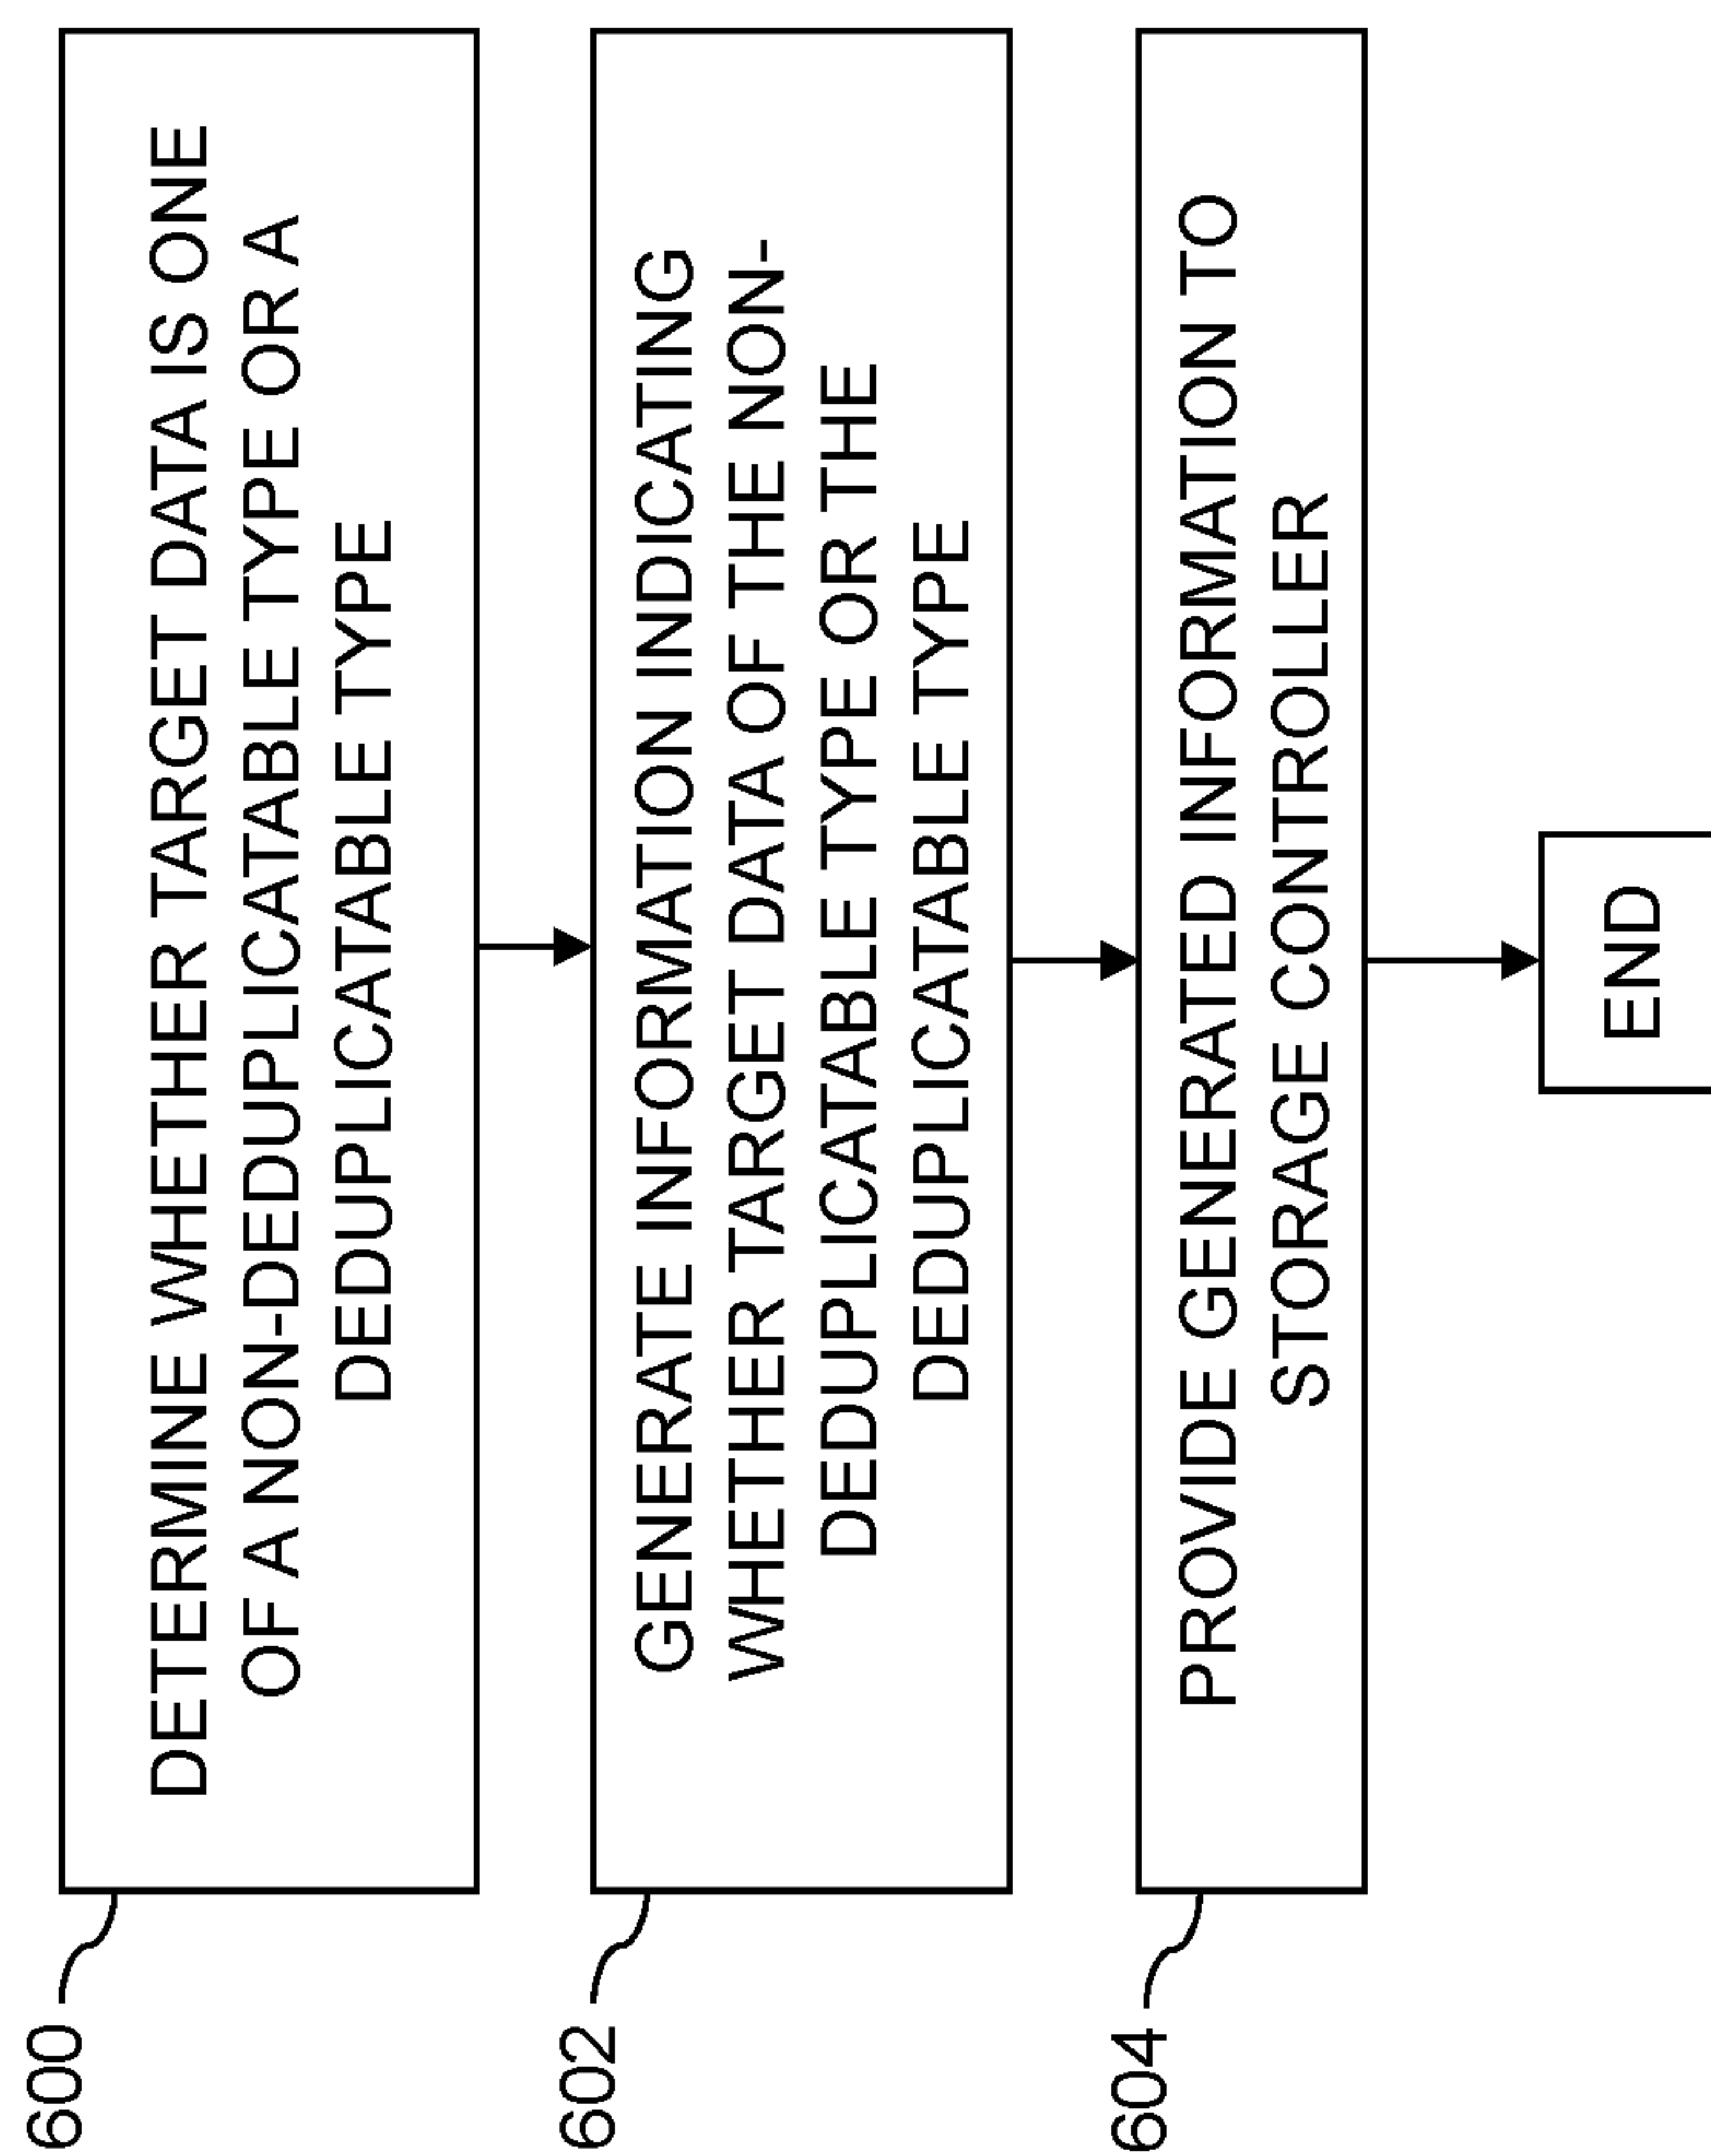 600
DETERMINE WHETHER TARGET DATA IS ONE
OF A NON-DEDUPLICATABLE TYPE OR A
DEDUPLICATABLE TYPE
602
GENERATE INFORMATION INDICATING
WHETHER TARGET DATA OF THE NON-
DEDUPLICATABLE TYPE OR THE
DEDUPLICATABLE TYPE
604
PROVIDE GENERATED INFORMATION TO
STORAGE CONTROLLER
END